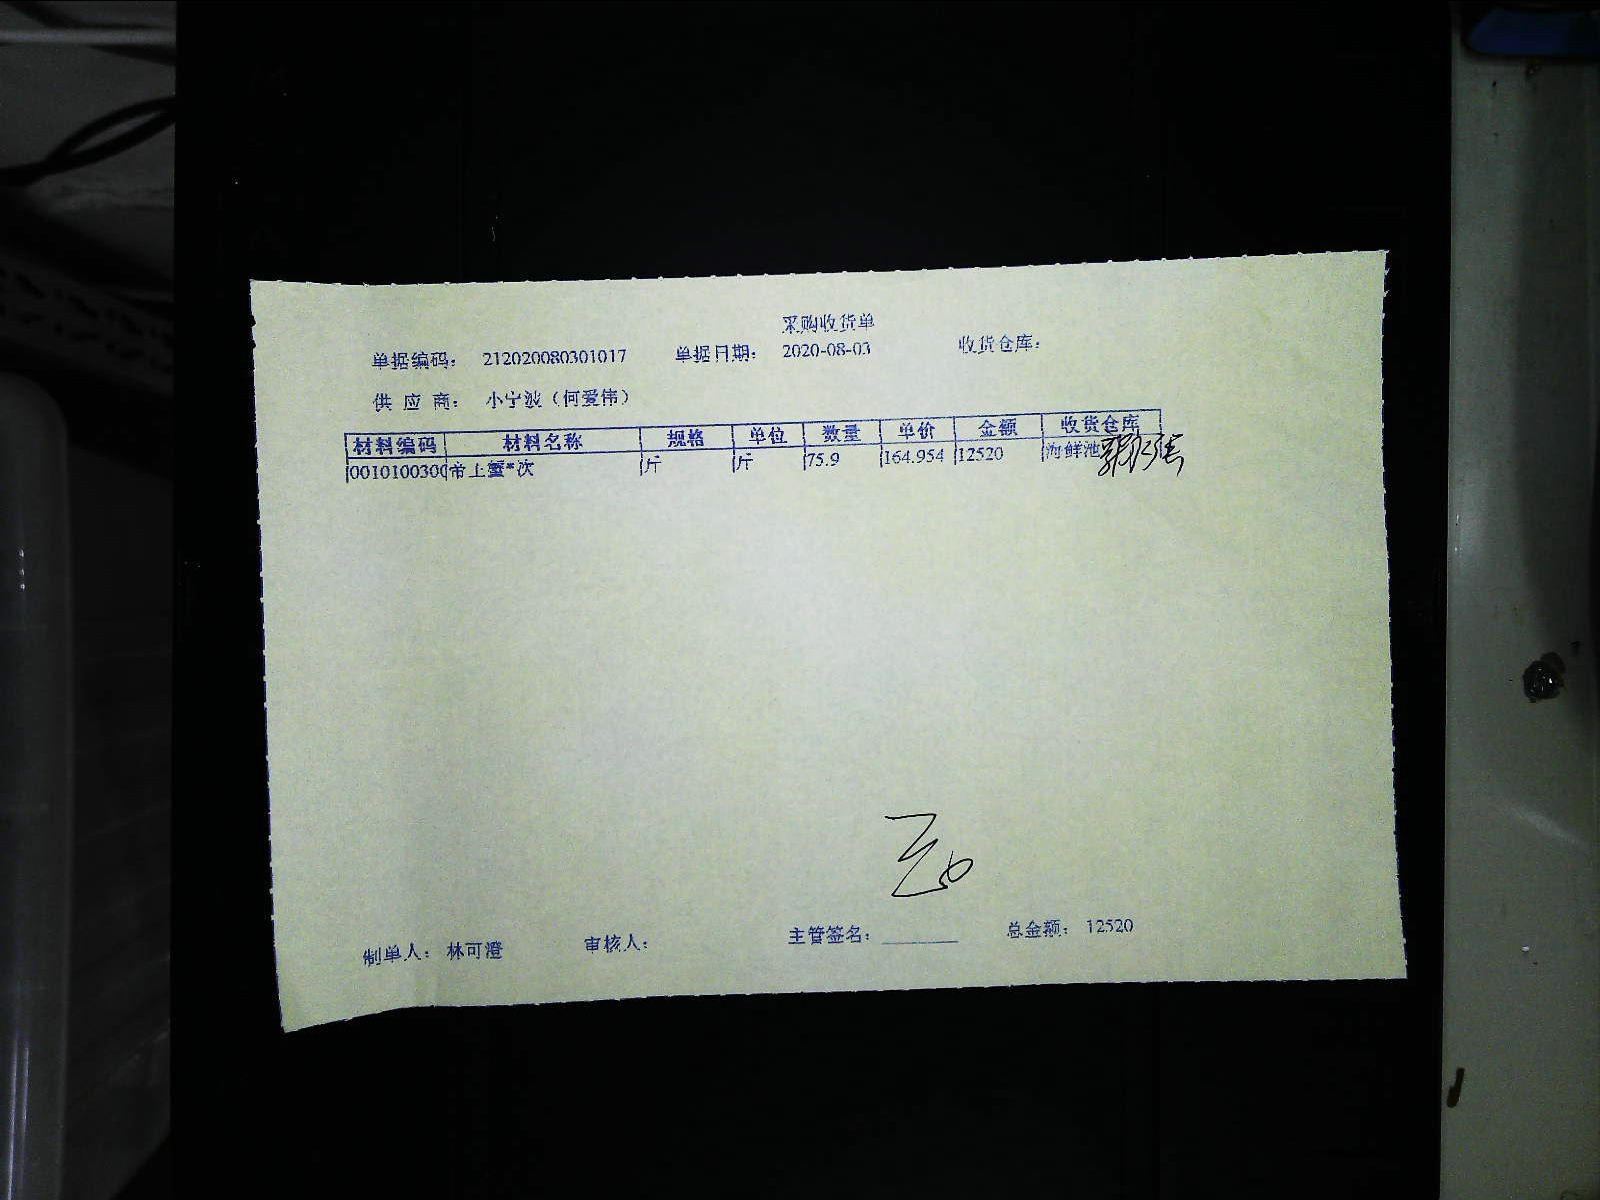 采购收货单
单据编码： 212020080301017 单据日期： 2020-08-03 收货仓库：
供 应 商： 小宁波（何爱伟）
材料编码 材料名称 规格 单位 数量 单价 金额 收货仓库
0010100300 帝王蟹*次 斤 斤 75.9 164.954 12520 海鲜池
制单人： 林可澄 审核人： 主管签名： 总金额： 12520